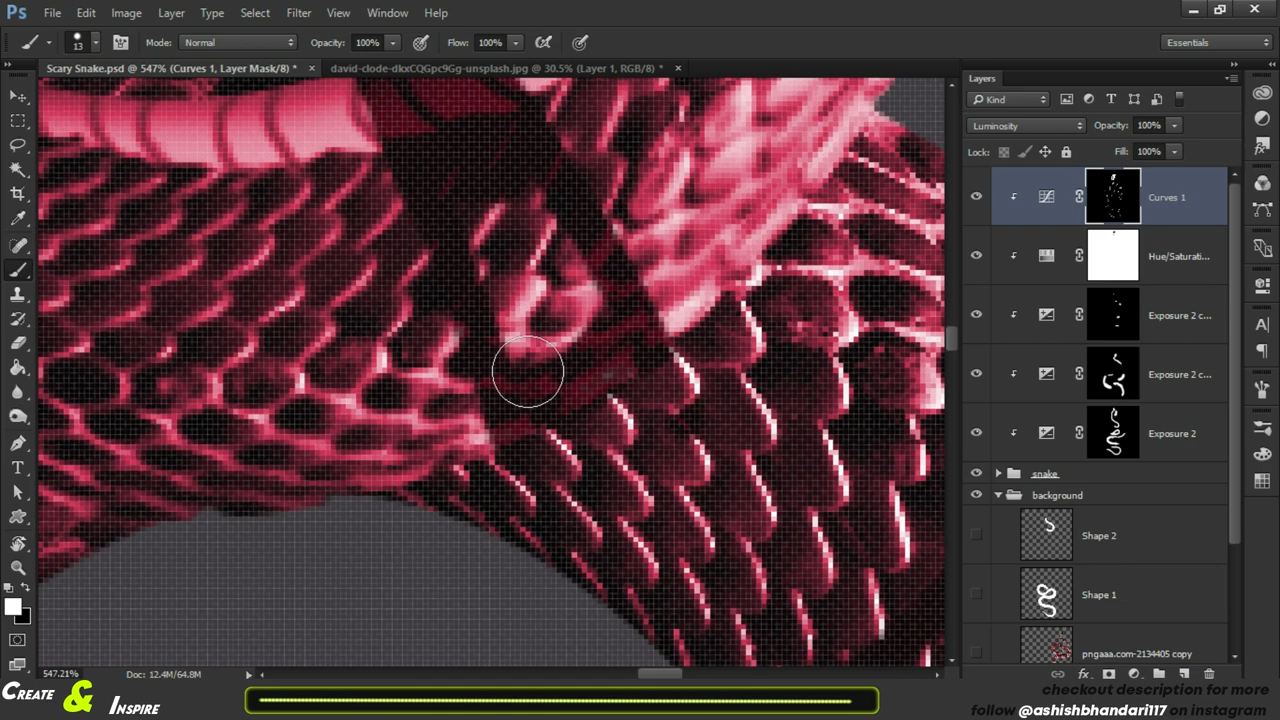 Ps File Edit Image Layer Type Select Filter View Window Help
13 Mode: Normal Opacity: 100% Flow: 100% Essentials
Scary Snake.psd @ 547% (Curves 1, Layer Mask/8) * × david-clode-dkxCQGpc9Gg-unsplash.jpg @ 30.5% (Layer 1, RGB/8) * ×
Layers
Kind
Luminosity Opacity: 100%
Lock: Fill: 100%
Curves 1
Hue/Saturati...
Exposure 2 c...
Exposure 2 c...
Exposure 2
snake
background
Shape 2
Shape 1
pngaaa.com-2134405 copy
547.21% Doc: 12.4M/64.8M
Create & Inspire
checkout description for more
follow @ashishbhandari117 on instagram